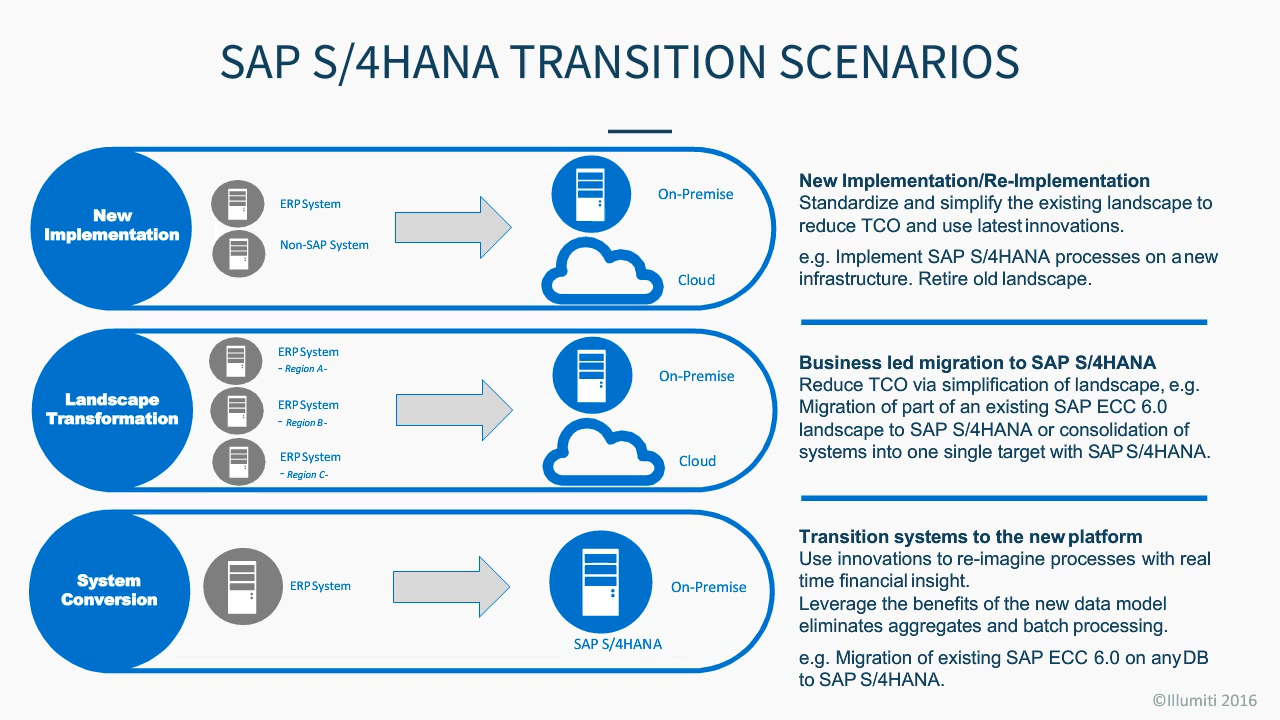 SAP S/4HANA TRANSITION SCENARIOS
New
Implementation
ERP System
Non-SAP System
On-Premise
Cloud
New Implementation/Re-Implementation
Standardize and simplify the existing landscape to
reduce TCO and use latest innovations.
e.g. Implement SAP S/4HANA processes on a new
infrastructure. Retire old landscape.
Landscape
Transformation
ERP System
- Region A-
ERP System
- Region B-
ERP System
- Region C-
On-Premise
Cloud
Business led migration to SAP S/4HANA
Reduce TCO via simplification of landscape, e.g.
Migration of part of an existing SAP ECC 6.0
landscape to SAP S/4HANA or consolidation of
systems into one single target with SAP S/4HANA.
System
Conversion
ERP System
On-Premise
SAP S/4HANA
Transition systems to the new platform
Use innovations to re-imagine processes with real
time financial insight.
Leverage the benefits of the new data model
eliminates aggregates and batch processing.
e.g. Migration of existing SAP ECC 6.0 on any DB
to SAP S/4HANA.
©Illumiti 2016